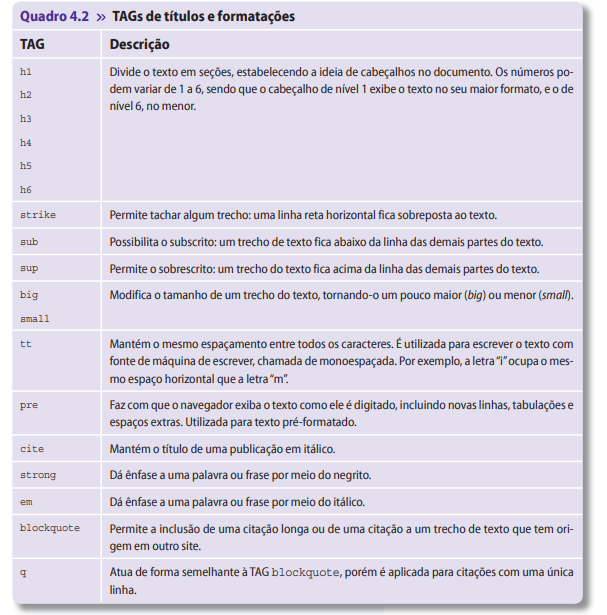 Quadro 4.2 » TAGs de títulos e formatações
TAG Descrição
h1 Divide o texto em seções, estabelecendo a ideia de cabeçalhos no documento. Os números po-
h2 dem variar de 1 a 6, sendo que o cabeçalho de nível 1 exibe o texto no seu maior formato, e o de
h3 nível 6, no menor.
h4
h5
h6
strike Permite tachar algum trecho: uma linha reta horizontal fica sobreposta ao texto.
sub Possibilita o subscrito: um trecho de texto fica abaixo da linha das demais partes do texto.
sup Permite o sobrescrito: um trecho do texto fica acima da linha das demais partes do texto.
big Modifica o tamanho de um trecho do texto, tornando-o um pouco maior (big) ou menor (small).
small
tt Mantém o mesmo espaçamento entre todos os caracteres. É utilizada para escrever o texto com
fonte de máquina de escrever, chamada de monoespaçada. Por exemplo, a letra “i” ocupa o mes-
mo espaço horizontal que a letra “m”.
pre Faz com que o navegador exiba o texto como ele é digitado, incluindo novas linhas, tabulações e
espaços extras. Utilizada para texto pré-formatado.
cite Mantém o título de uma publicação em itálico.
strong Dá ênfase a uma palavra ou frase por meio do negrito.
em Dá ênfase a uma palavra ou frase por meio do itálico.
blockquote Permite a inclusão de uma citação longa ou de uma citação a um trecho de texto que tem ori-
gem em outro site.
q Atua de forma semelhante à TAG blockquote, porém é aplicada para citações com uma única
linha.